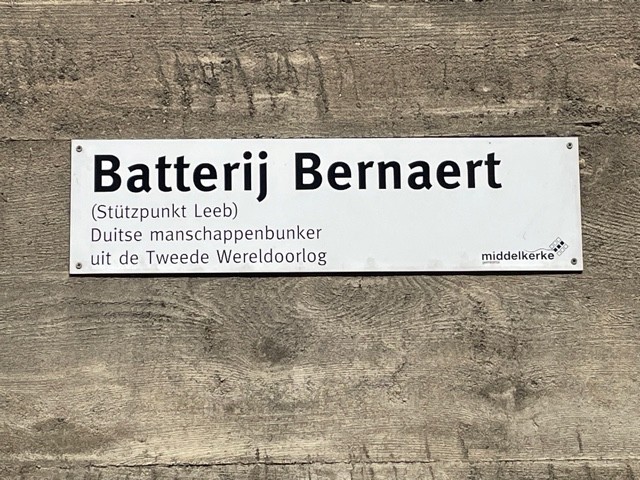 Batterij Bernaert
(Stützpunkt Leeb)
Duitse manschappenbunker
uit de Tweede Wereldoorlog
middelkerke